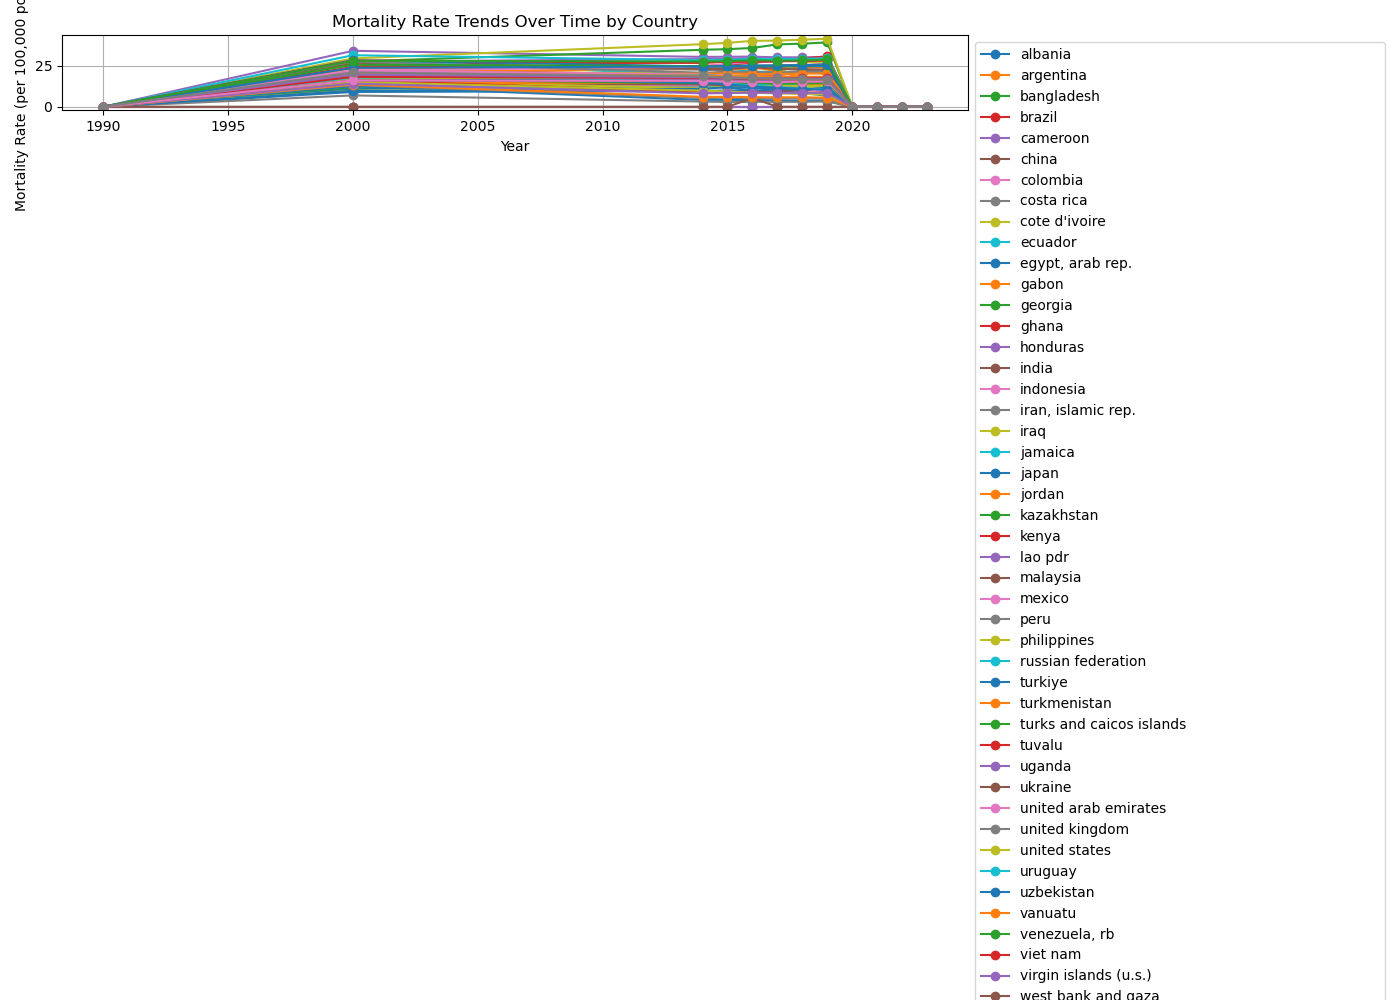 Mortality Rate Trends Over Time by Country
Mortality Rate (per 100,000
25
0
1990
1995
2000
2005
2010
2015
2020
Year
albania
argentina
bangladesh
brazil
cameroon
china
colombia
costa rica
cote d'ivoire
ecuador
egypt, arab rep.
gabon
georgia
ghana
honduras
india
indonesia
iran, islamic rep.
iraq
jamaica
japan
jordan
kazakhstan
kenya
lao pdr
malaysia
mexico
peru
philippines
russian federation
turkiye
turkmenistan
turks and caicos islands
tuvalu
uganda
ukraine
united arab emirates
united kingdom
united states
uruguay
uzbekistan
vanuatu
venezuela, rb
viet nam
virgin islands (u.s.)
west bank and gaza